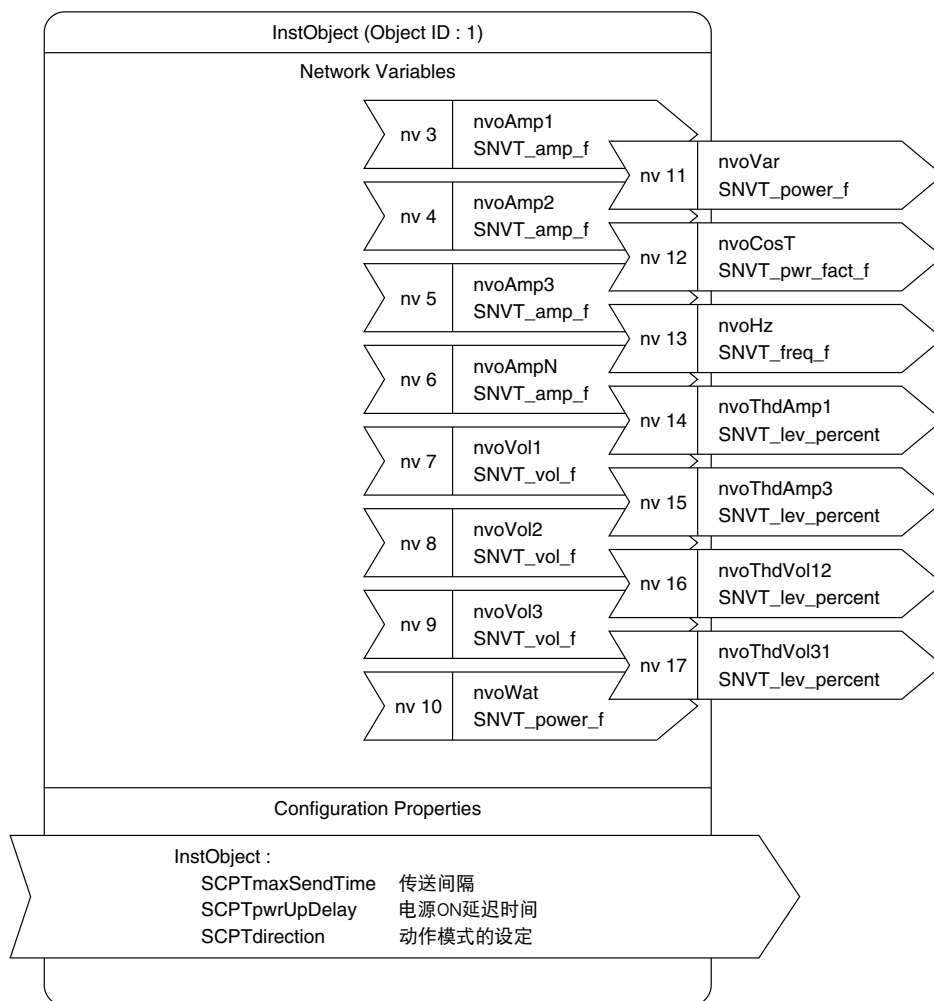 InstObject (Object ID : 1)
Network Variables
nv 3
nvoAmp1
SNVT_amp_f
nv 4
nvoAmp2
SNVT_amp_f
nv 5
nvoAmp3
SNVT_amp_f
nv 6
nvoAmpN
SNVT_amp_f
nv 7
nvoVol1
SNVT_vol_f
nv 8
nvoVol2
SNVT_vol_f
nv 9
nvoVol3
SNVT_vol_f
nv 10
nvoWat
SNVT_power_f
nv 11
nvoVar
SNVT_power_f
nv 12
nvoCosT
SNVT_pwr_fact_f
nv 13
nvoHz
SNVT_freq_f
nv 14
nvoThdAmp1
SNVT_lev_percent
nv 15
nvoThdAmp3
SNVT_lev_percent
nv 16
nvoThdVol12
SNVT_lev_percent
nv 17
nvoThdVol31
SNVT_lev_percent
Configuration Properties
InstObject :
SCPTmaxSendTime 传送间隔
SCPTpwrUpDelay 电源ON延迟时间
SCPTdirection 动作模式的设定